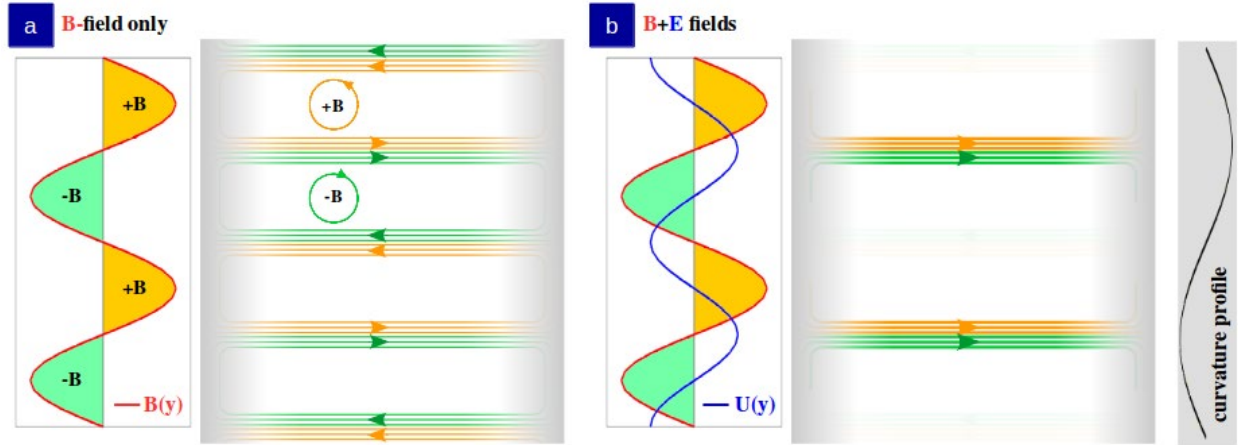 a
B-field only
+B
-B
+B
-B
B(y)
+B
-B
b
B+E fields
+B
-B
+B
-B
U(y)
curvature profile